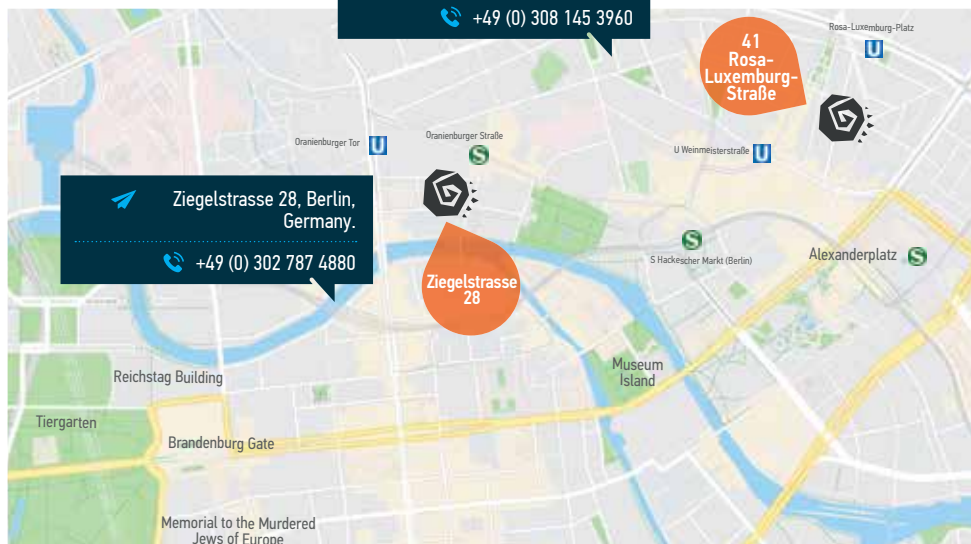 +49 (0) 308 145 3960
Rosa-Luxemburg-Platz
U
41
Rosa-
Luxemburg-
Straße
Oranienburger Tor U
Oranienburger Straße
S
U Weinmeisterstraße U
Ziegelstrasse 28, Berlin,
Germany.
+49 (0) 302 787 4880
S
S Hackescher Markt (Berlin)
Alexanderplatz S
Ziegelstrasse
28
Museum
Island
Reichstag Building
Tiergarten
Brandenburg Gate
Memorial to the Murdered
Jews of Europe